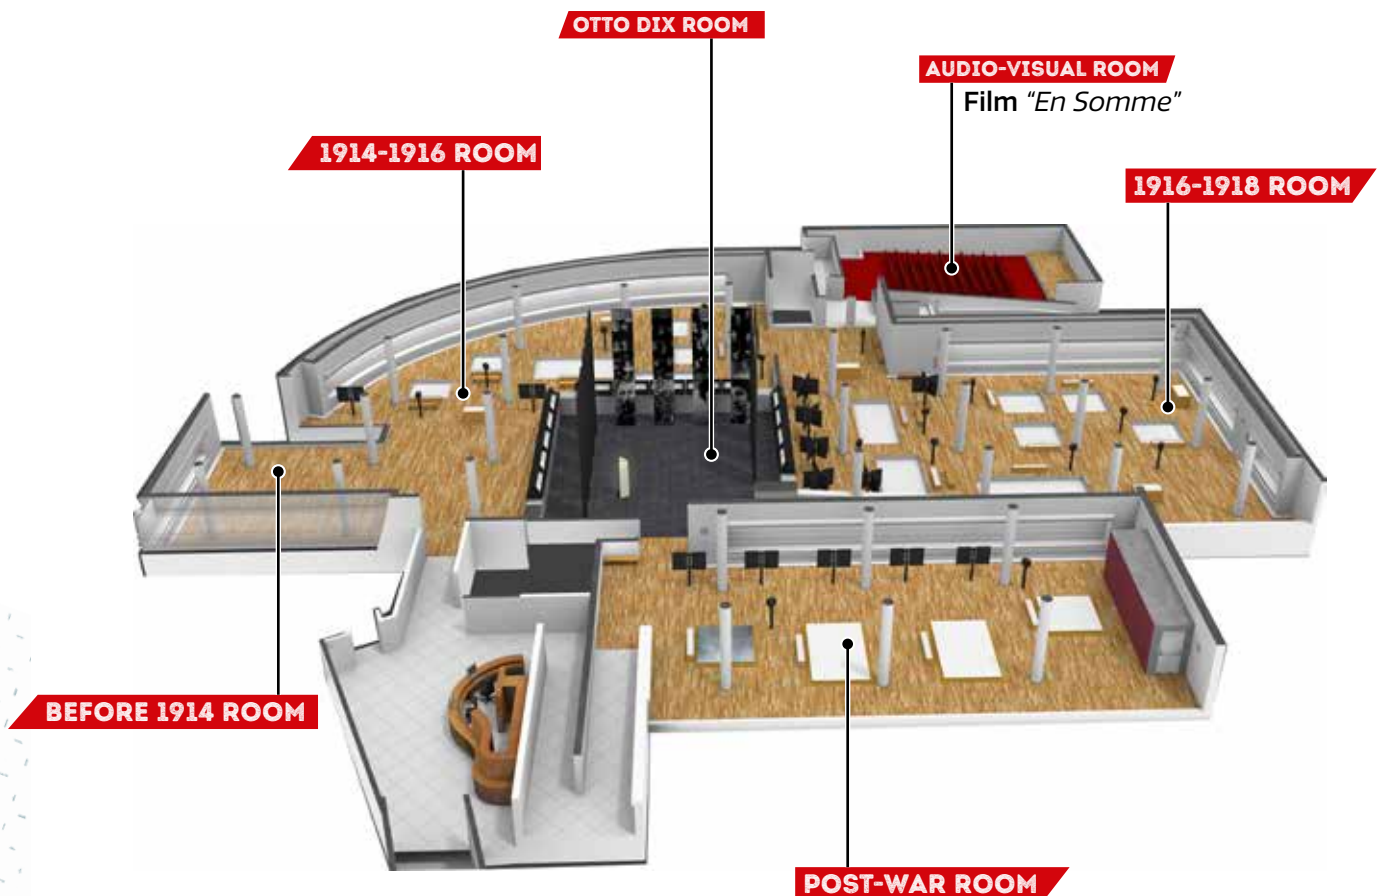 OTTO DIX ROOM
AUDIO-VISUAL ROOM
Film "En Somme"
1914-1916 ROOM
1916-1918 ROOM
BEFORE 1914 ROOM
POST-WAR ROOM